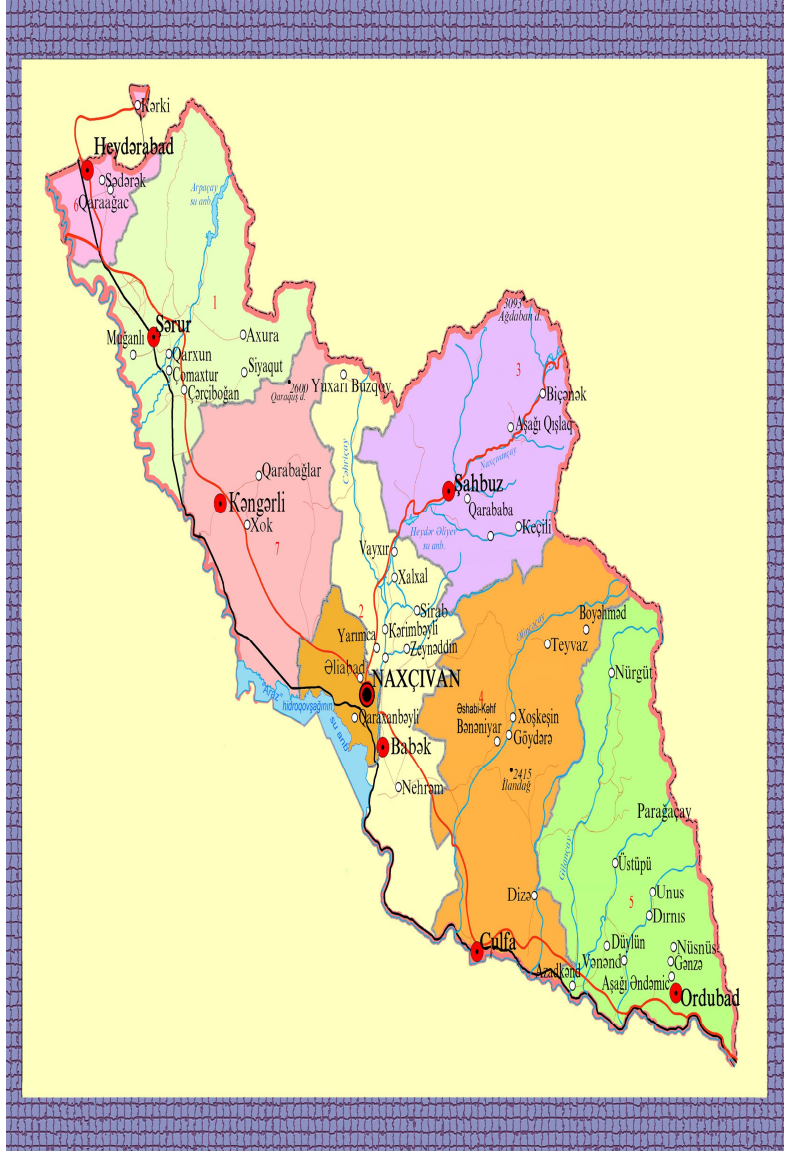 Kərki
Heydərabad
Sədərək
Qaraağac
6
Arpaçay
su anb.
1
3093
Ağdaban d.
Muğanlı
Şərur
Axura
Qarxun
Siyaqut
Çomaxtur
Çərçiboğan
2600
Qaraquş d.
Yuxarı Buzqov
3
Biçənək
Aşağı Qışlaq
Cəhriçay
Naxçıvançay
Qarabağlar
Şahbuz
Kəngərli
Qarababa
Xok
Keçili
7
Heydər Əliyev
su anb.
Vayxır
Xalxal
2
Sirab
Boyəhməd
Yarımca
Kərimbəyli
Zeynəddin
Əlincəçay
Teyvaz
Əliabad
NAXÇIVAN
Nürgüt
"Araz"
hidroqovşağının
su anb.
4
Əshabi-Kəhf
Qaraxanbəyli
Xoşkeşin
Bənəniyar
Göydərə
Babək
2415
İlandağ
Nehrəm
Parağaçay
Gilançay
Üstüpü
Dizə
Unus
5
Dırnıs
Culfa
Düylün
Nüsnüs
Vənənd
Gənzə
Azadkənd
Aşağı Əndəmic
Ordubad